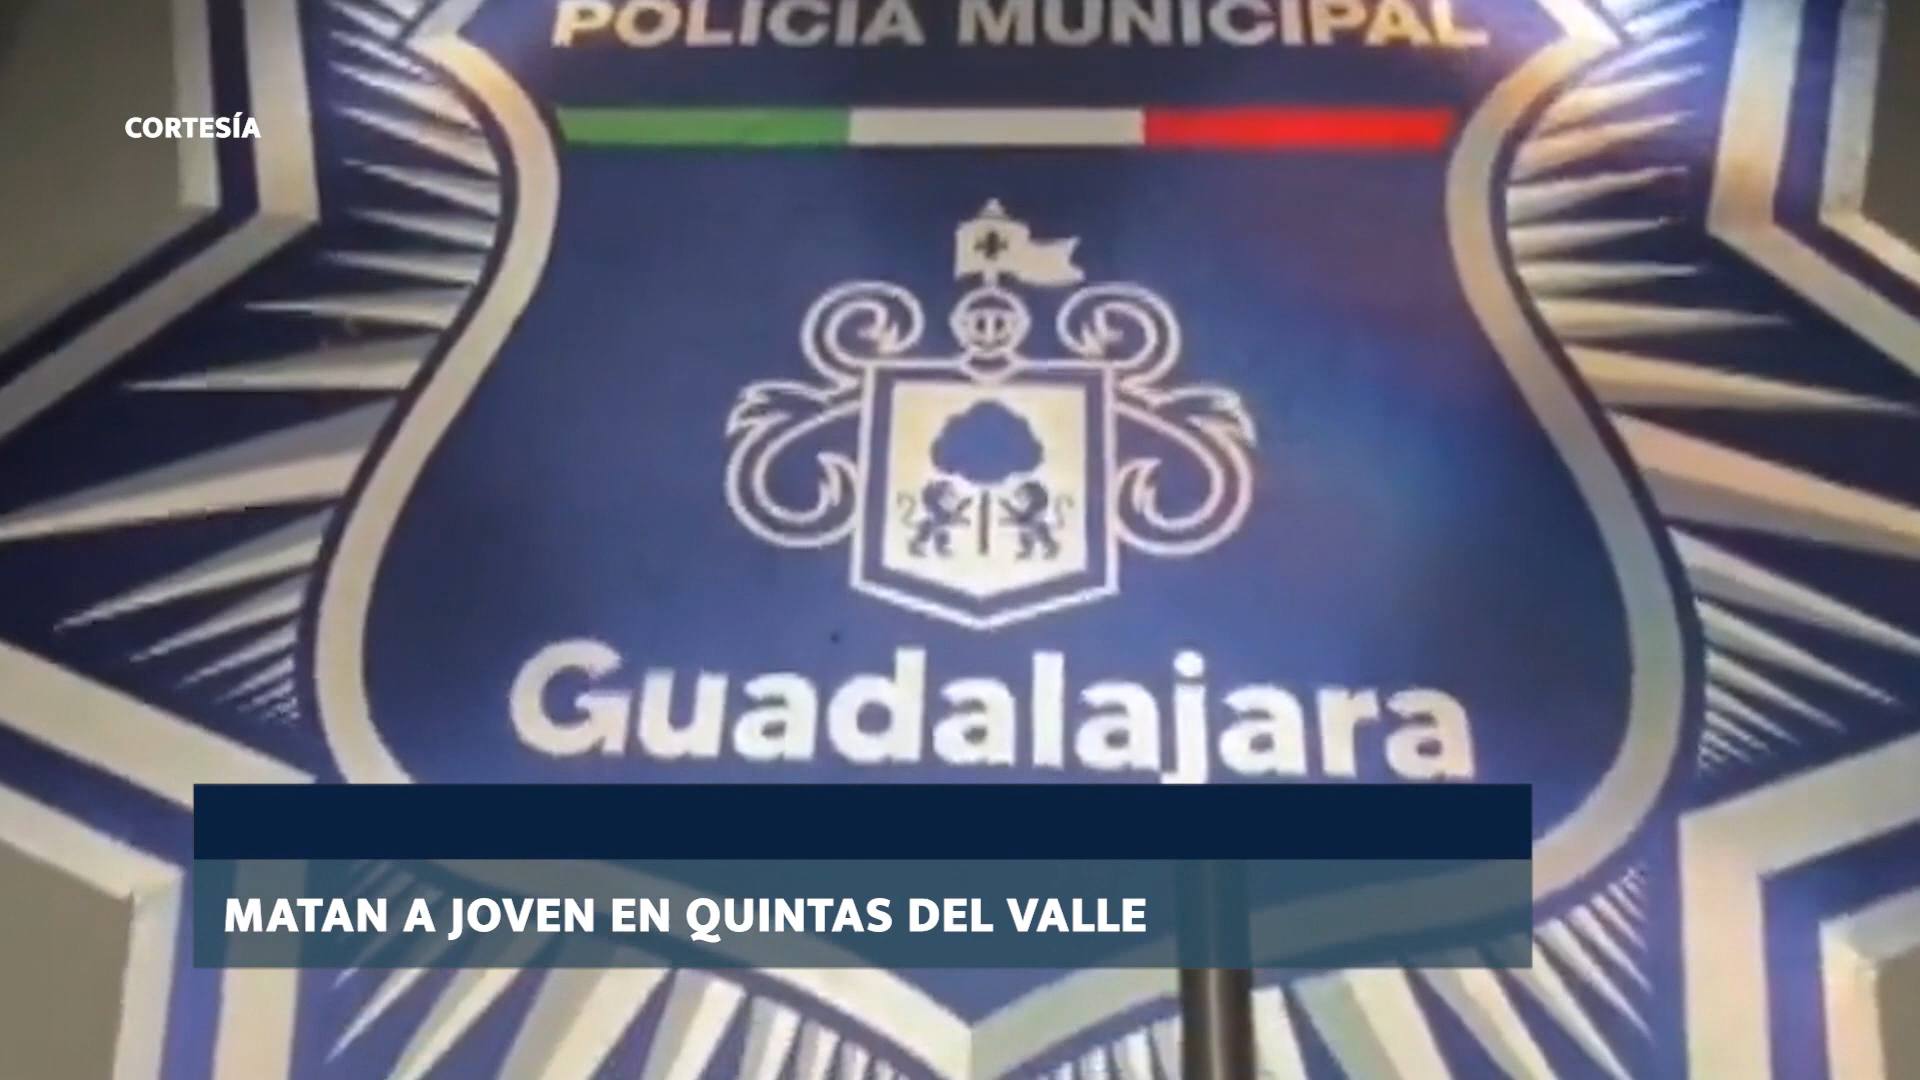 POLICÍA MUNICIPAL
CORTESÍA
Guadalajara
MATAN A JOVEN EN QUINTAS DEL VALLE